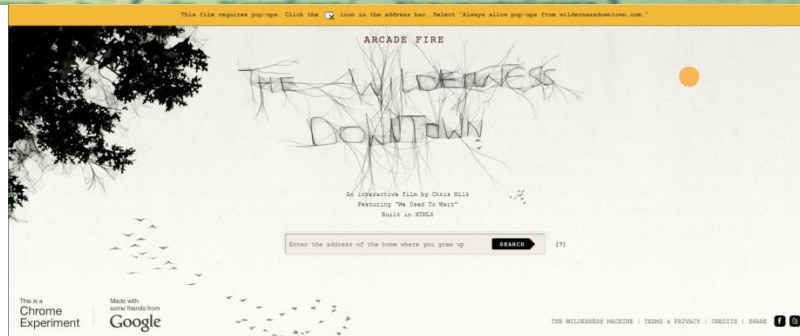 This film requires pop-ups. Click the icon in the address bar. Select "Always allow pop-ups from wildernessdowntown.com."
ARCADE FIRE
THE WILDERNESS
DOWNTOWN
An interactive film by Chris Milk
Featuring "We Used To Wait"
Built in HTML5
Enter the address of the home where you grew up
SEARCH
[?]
This is a
Chrome
Experiment
Made with
some friends from
Google
THE WILDERNESS MACHINE | TERMS & PRIVACY | CREDITS | SHARE